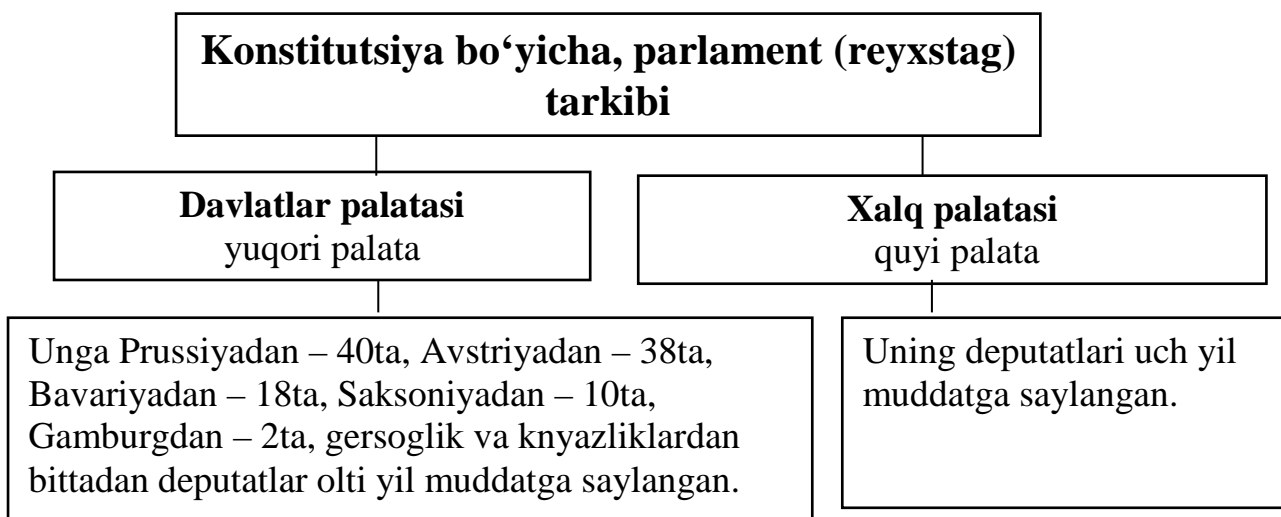 Konstitutsiya bo‘yicha, parlament (reyxstag)
tarkibi
Davlatlar palatasi
yuqori palata
Xalq palatasi
quyi palata
Unga Prussiyadan – 40ta, Avstriyadan – 38ta,
Bavariyadan – 18ta, Saksoniyadan – 10ta,
Gamburgdan – 2ta, gersoglik va knyazliklardan
bittadan deputatlar olti yil muddatga saylangan.
Uning deputatlari uch yil
muddatga saylangan.